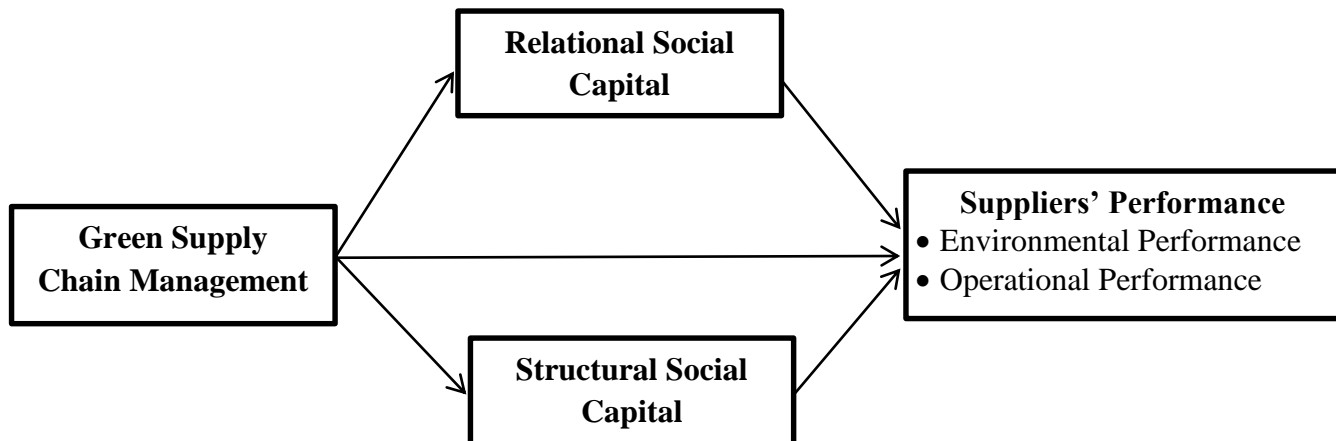 Relational Social
Capital
Green Supply
Chain Management
Suppliers’ Performance
• Environmental Performance
• Operational Performance
Structural Social
Capital